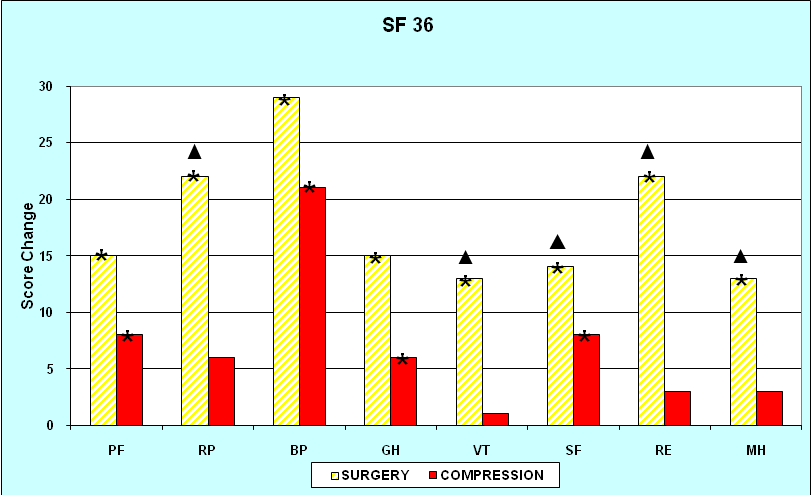 SF 36
Score Change
30
25
20
15
10
5
0
PF RP BP GH VT SF RE MH
SURGERY COMPRESSION